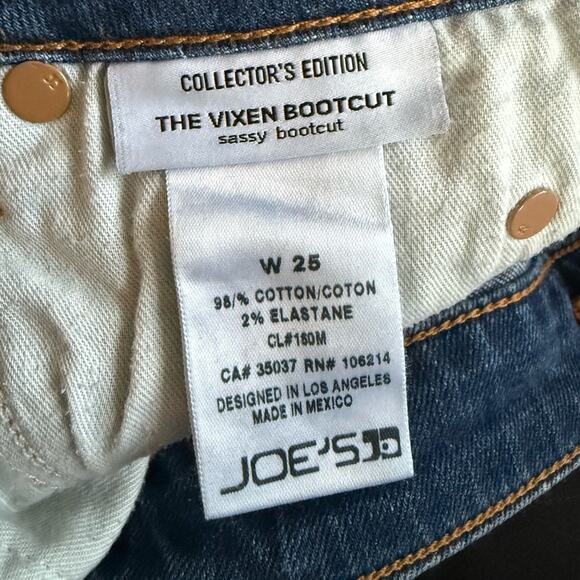 COLLECTOR'S EDITION
THE VIXEN BOOTCUT
sassy bootcut
W 25
98/% COTTON/COTON
2% ELASTANE
CL#160M
CA# 35037 RN# 106214
DESIGNED IN LOS ANGELES
MADE IN MEXICO
JOE'S